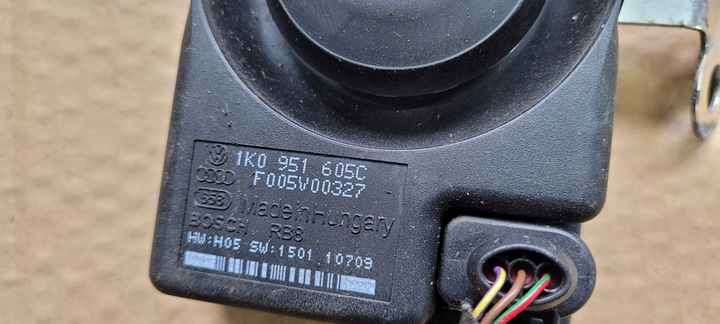 1K0 951 605C
F005V00327
Made in Hungary
BOSCH RB8
HW:H05 SW:1501 10709